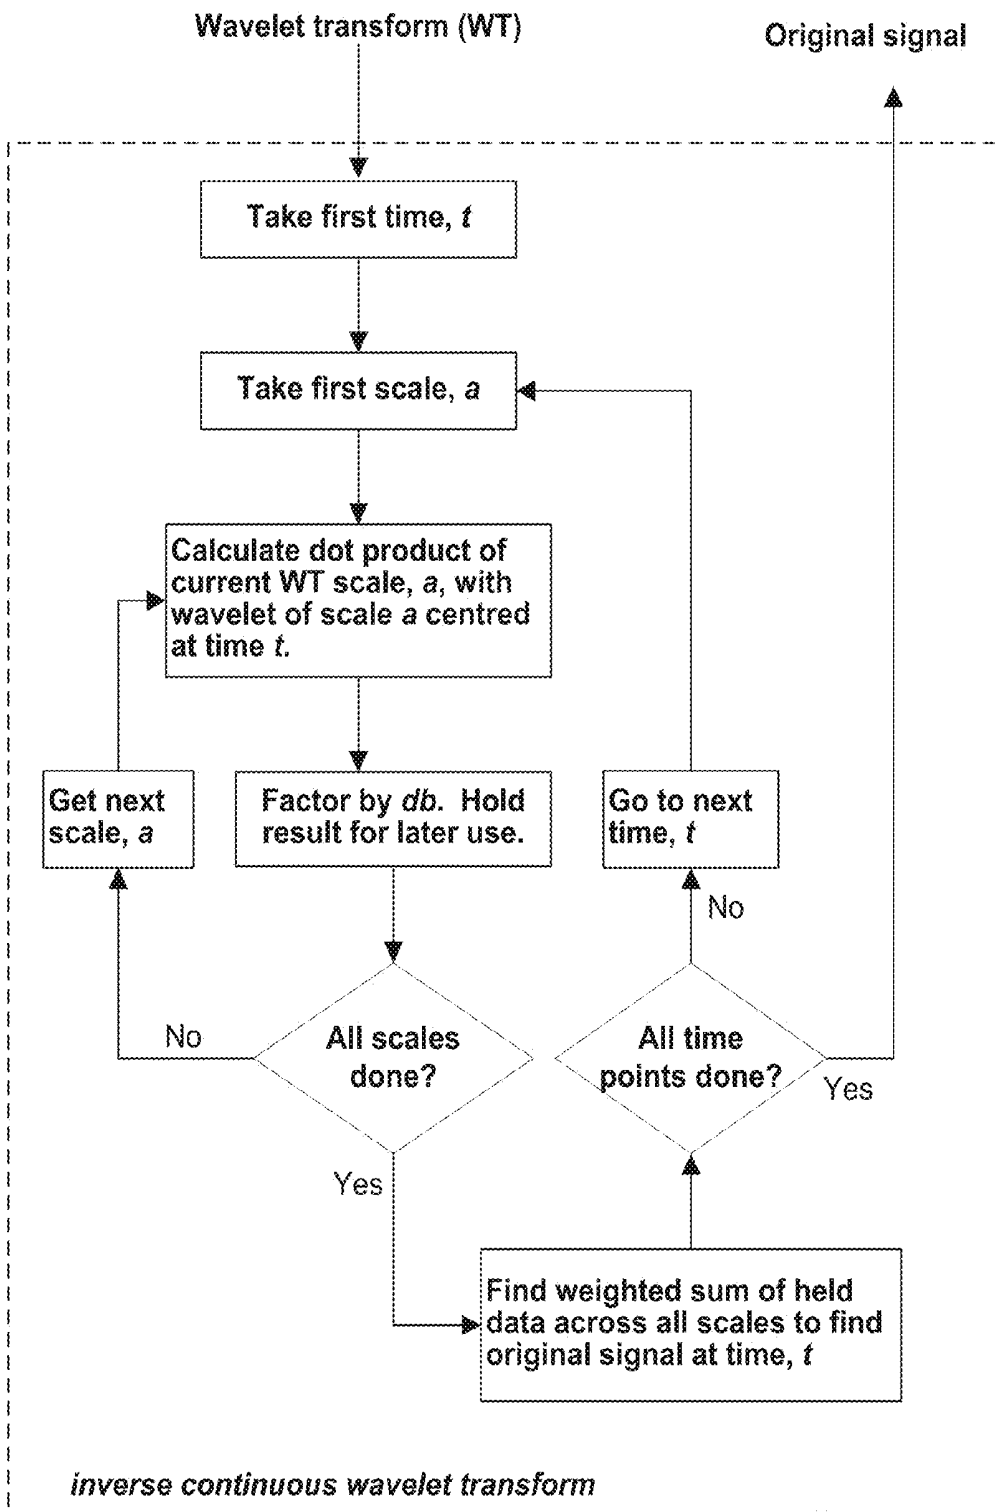 Wavelet transform (WT)
Original signal
Take first time, t
Take first scale, a
Calculate dot product of
current WT scale, a, with
wavelet of scale a centred
at time t.
Get next
scale, a
Factor by db. Hold
result for later use.
Go to next
time, t
No
No
All scales
done?
All time
points done?
Yes
Yes
Find weighted sum of held
data across all scales to find
original signal at time, t
inverse continuous wavelet transform